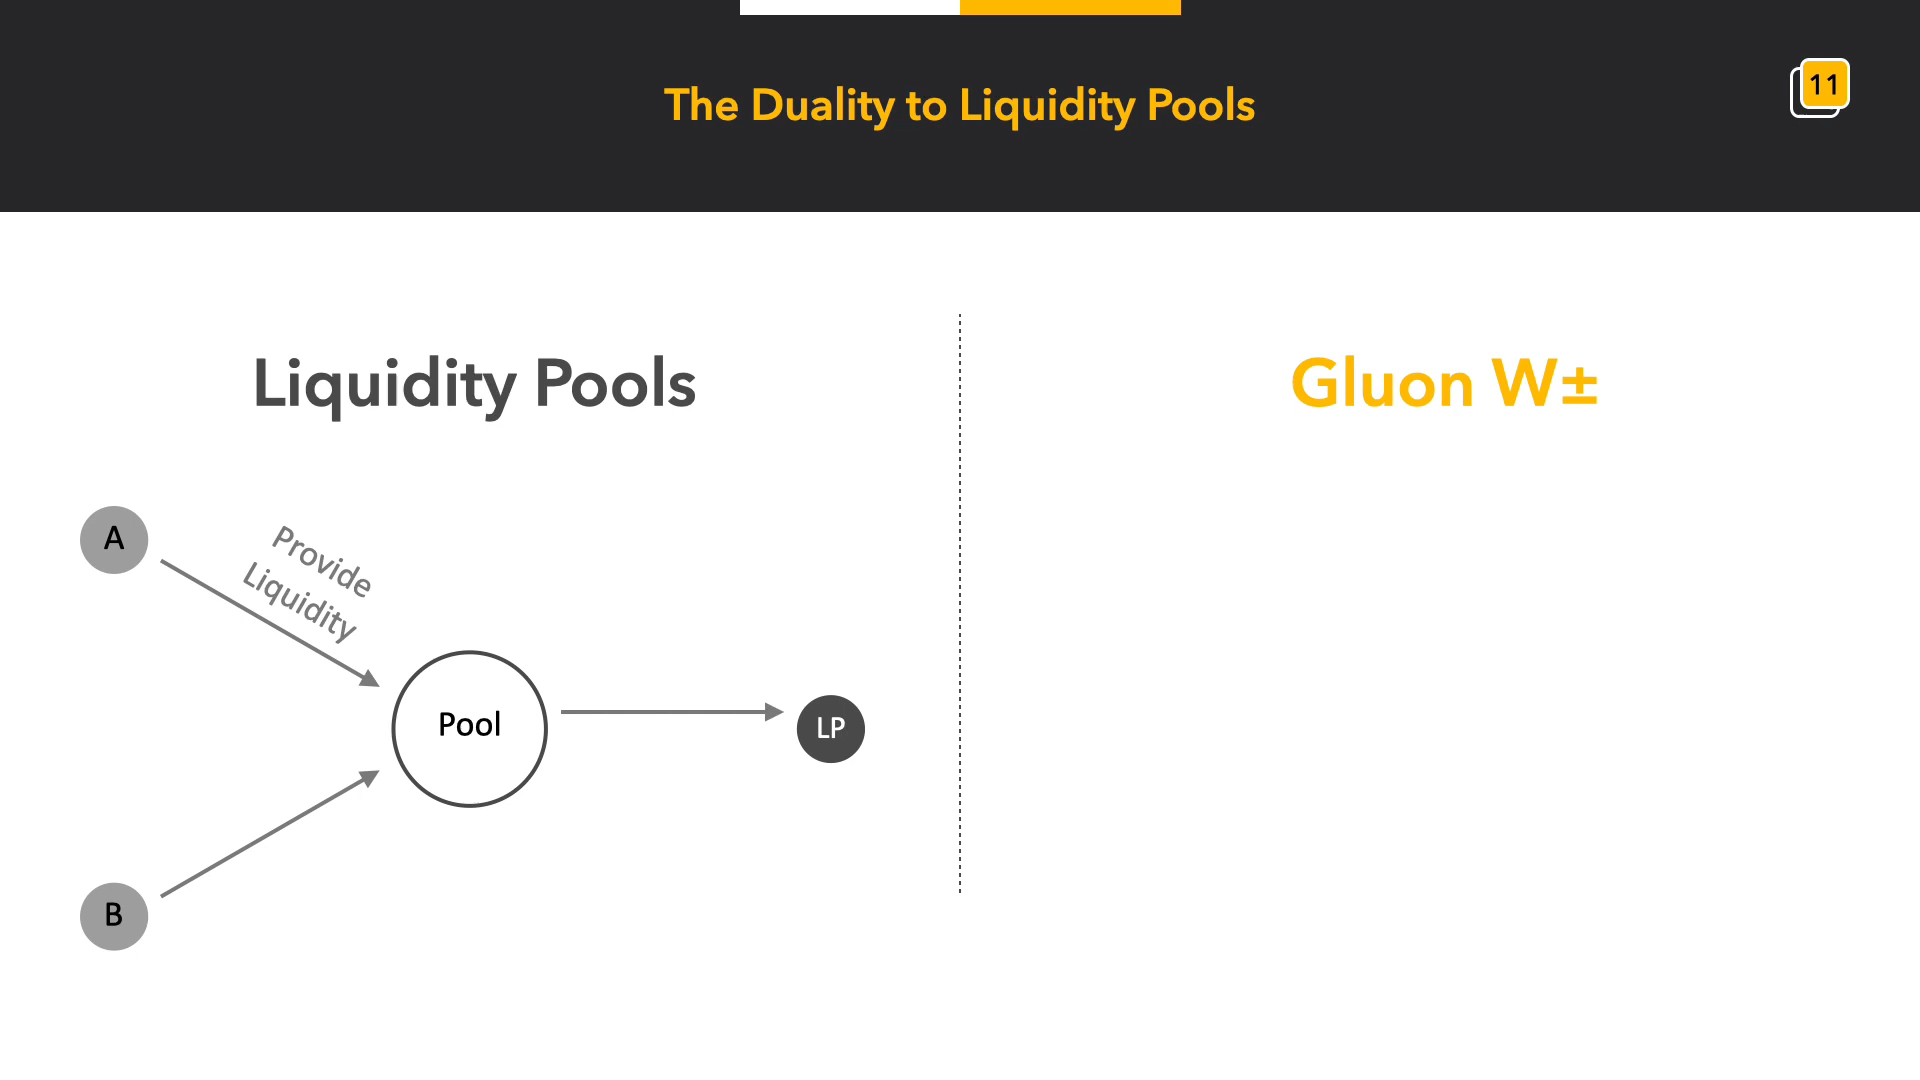 The Duality to Liquidity Pools
11
Liquidity Pools
Gluon W±
A
Provide
Liquidity
Pool
LP
B